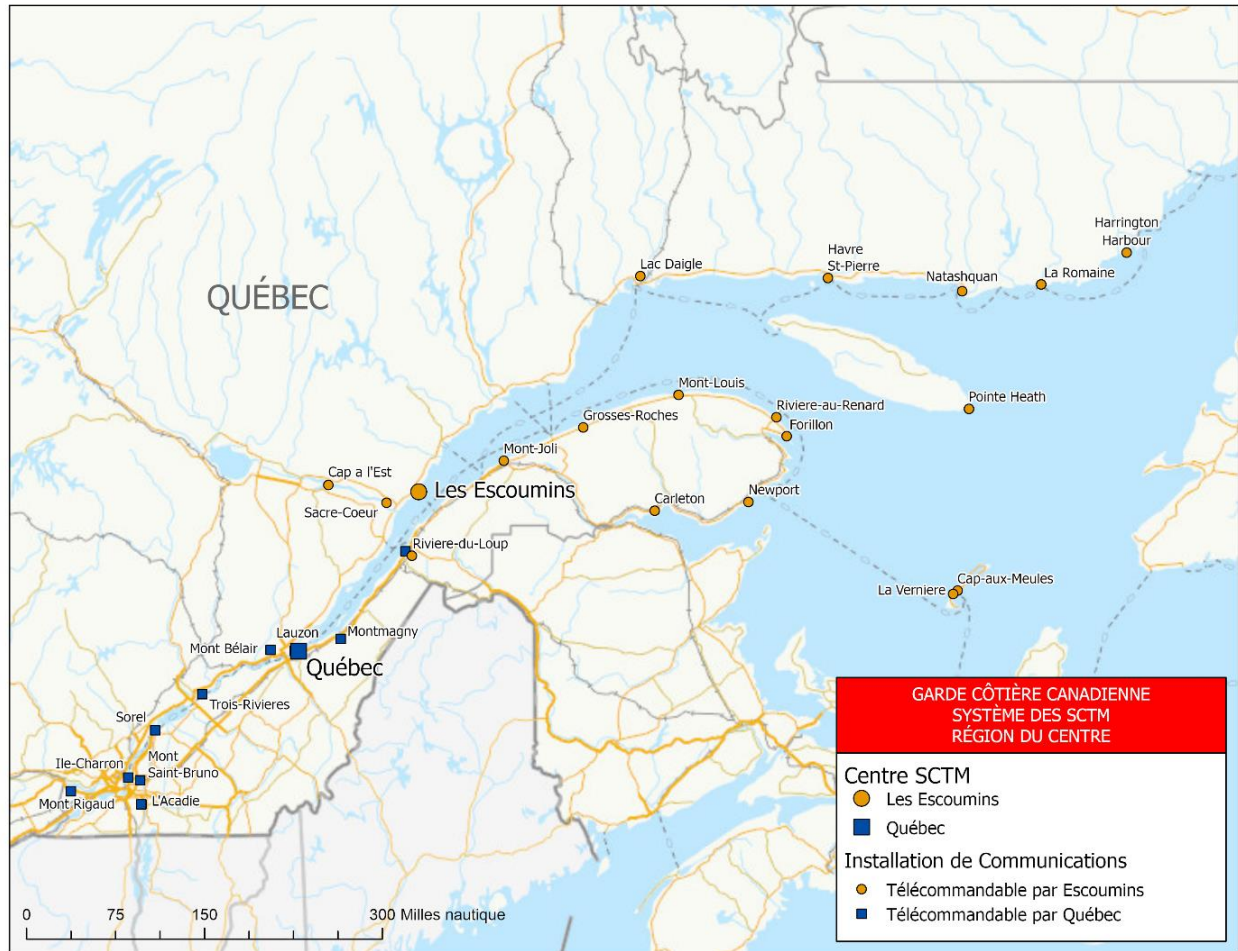 Harrington
Harbour
Lac Daigle
Havre
St-Pierre
Natashquan
La Romaine
QUÉBEC
Mont-Louis
Pointe Heath
Riviere-au-Renard
Grosses-Roches
Forillon
Mont-Joli
Cap a l'Est
Les Escoumins
Sacre-Coeur
Carleton
Newport
Riviere-du-Loup
La Verniere
Cap-aux-Meules
Lauzon
Montmagny
Mont Bélair
Québec
Trois-Rivieres
Sorel
Ile-Charron
Mont
Saint-Bruno
Mont Rigaud
L'Acadie
GARDE CÔTIÈRE CANADIENNE
SYSTÈME DES SCTM
RÉGION DU CENTRE
Centre SCTM
Les Escoumins
Québec
Installation de Communications
Télécommandable par Escoumins
Télécommandable par Québec
0 75 150 300 Milles nautique